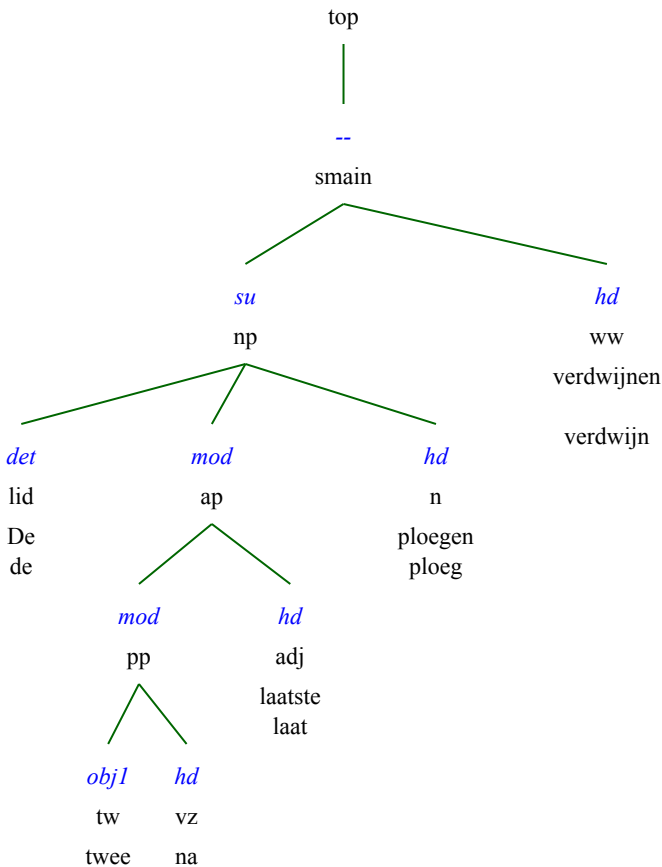 top
--
smain
su hd
np ww
verdwijnen
verdwijn
det mod hd
lid ap n
De ploegen
de ploeg
mod hd
pp adj
laatste
laat
obj1 hd
tw vz
twee na